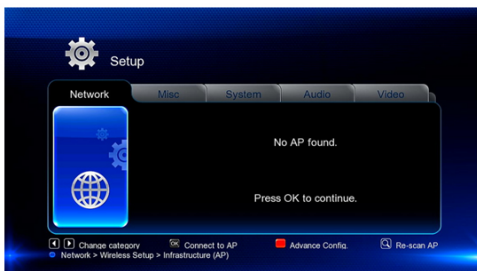 Setup
Network Misc System Audio Video
No AP found.
Press OK to continue.
Change category OK Connect to AP Advance Config. Re-scan AP
Network > Wireless Setup > Infrastructure (AP)